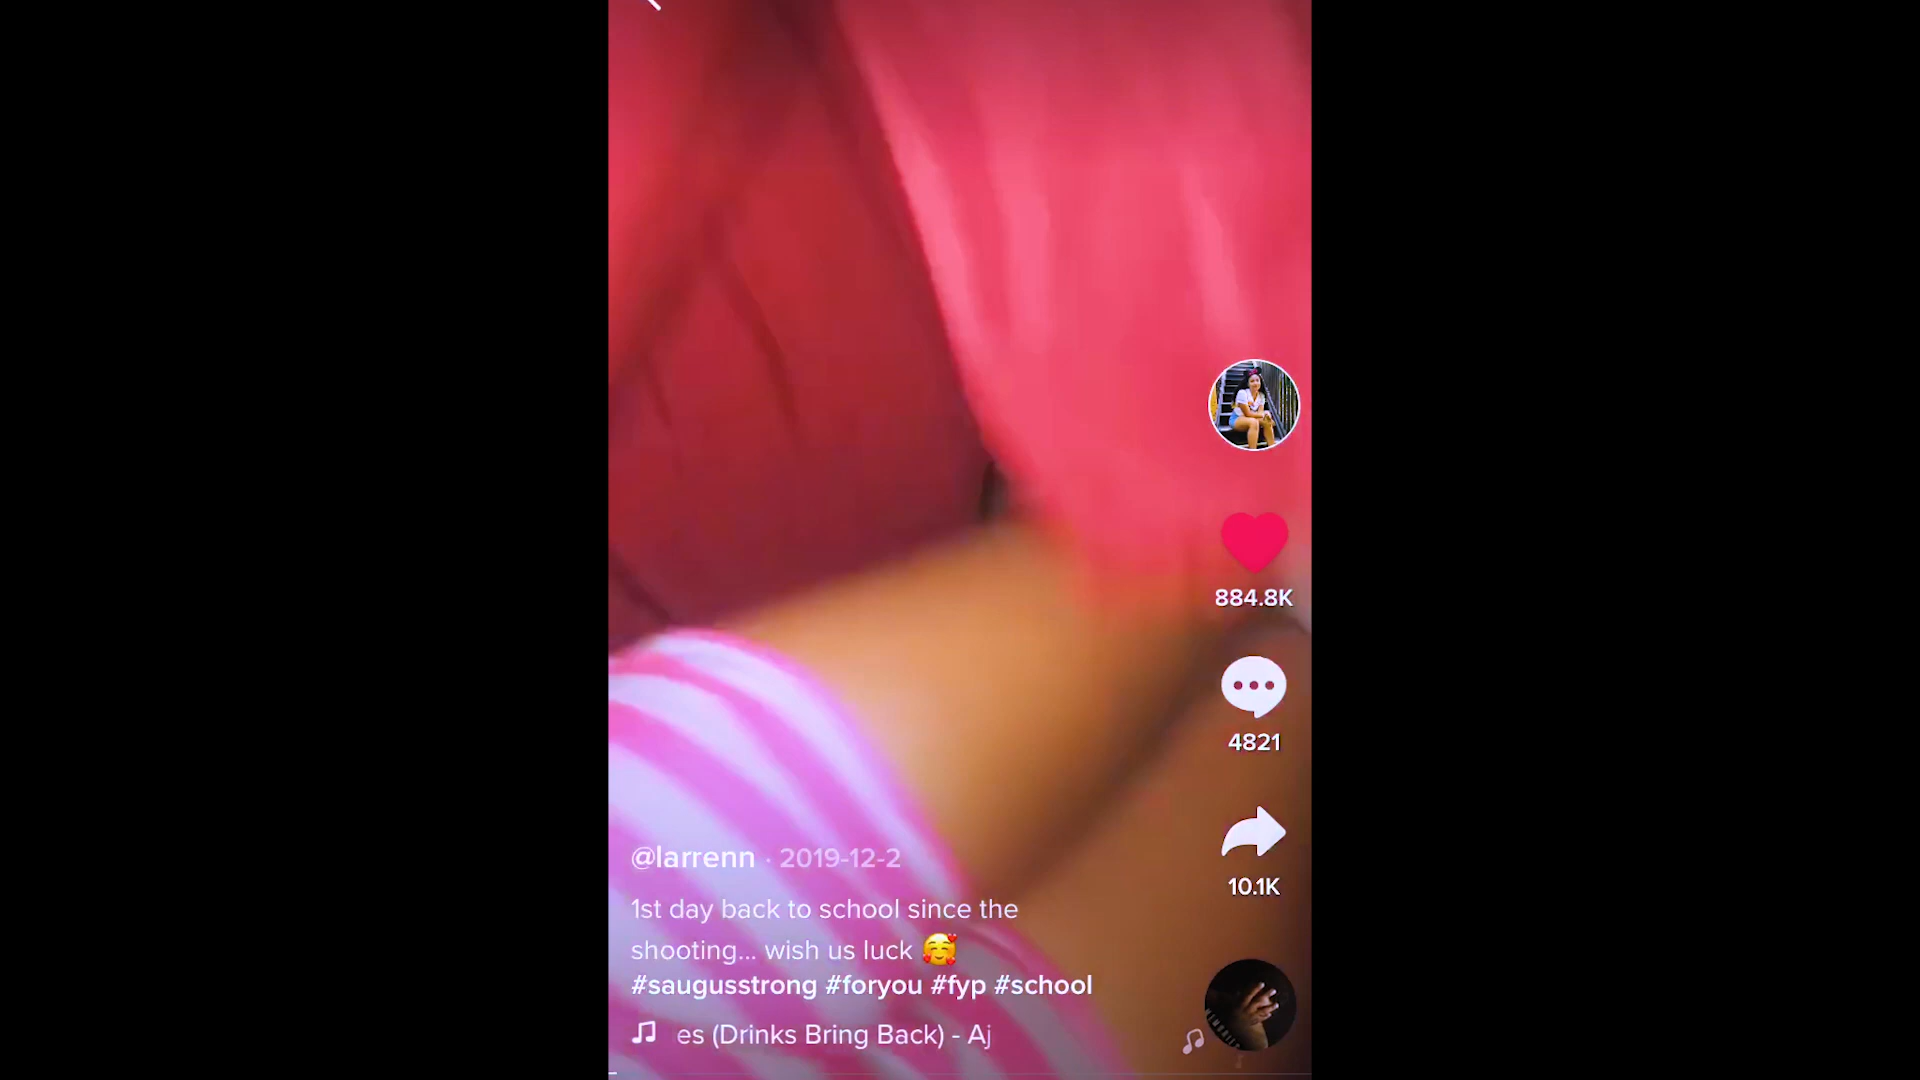 884.8K
4821
10.1K
@larrenn · 2019-12-2
1st day back to school since the
shooting... wish us luck 🥰
#saugusstrong #foryou #fyp #school
es (Drinks Bring Back) - Aj